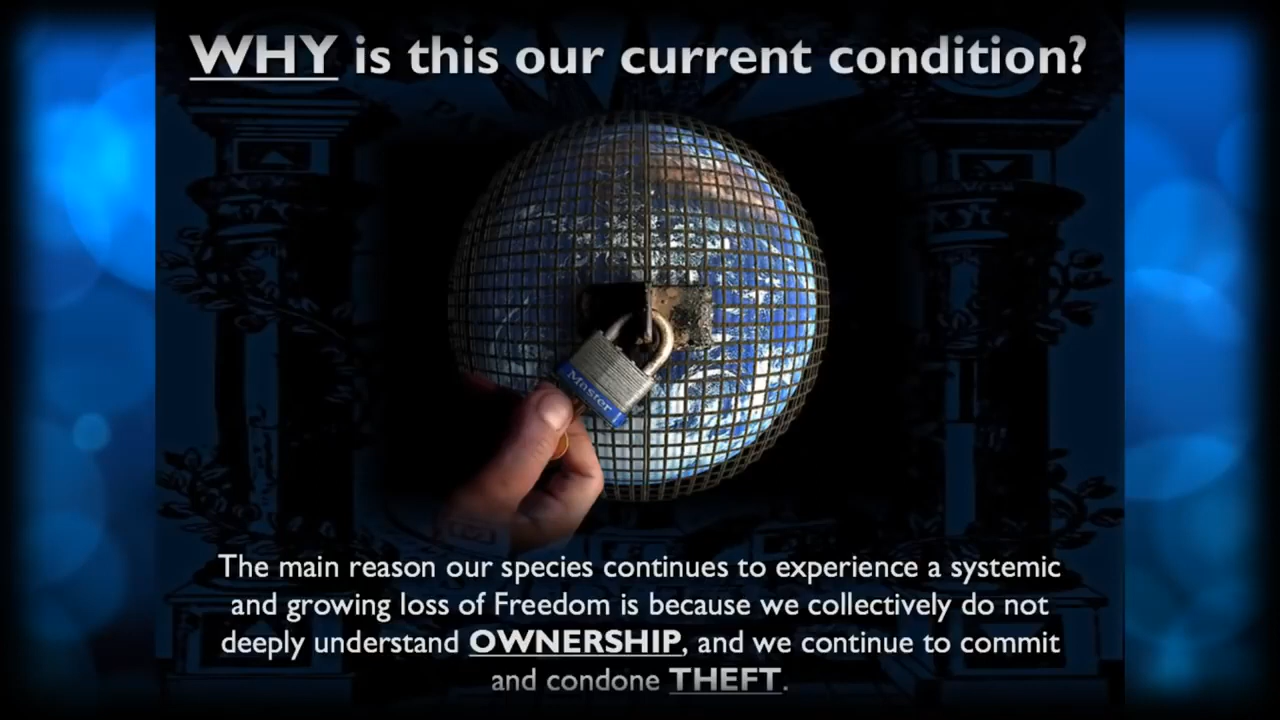 WHY is this our current condition?
Master
The main reason our species continues to experience a systemic
and growing loss of Freedom is because we collectively do not
deeply understand OWNERSHIP, and we continue to commit
and condone THEFT.